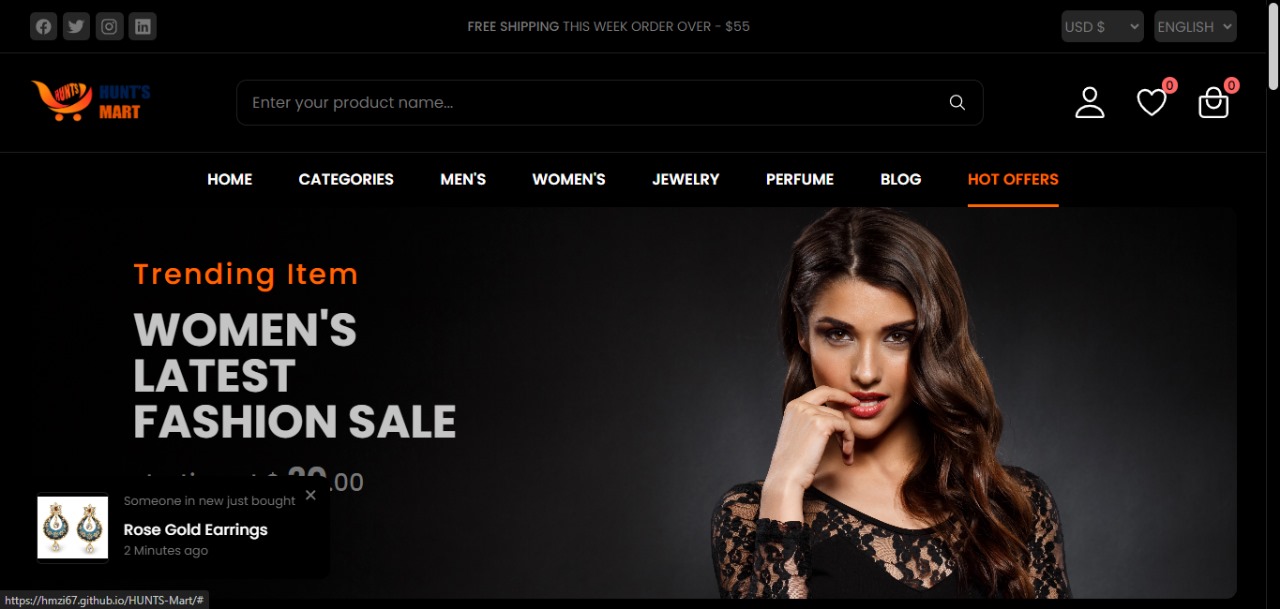 FREE SHIPPING THIS WEEK ORDER OVER - $55
USD $
ENGLISH
HUNTS
HUNT'S
MART
Enter your product name...
0
0
HOME
CATEGORIES
MEN'S
WOMEN'S
JEWELRY
PERFUME
BLOG
HOT OFFERS
Trending Item
WOMEN'S
LATEST
FASHION SALE
.00
Someone in new just bought
Rose Gold Earrings
2 Minutes ago
https://hmzi67.github.io/HUNTS-Mart/#